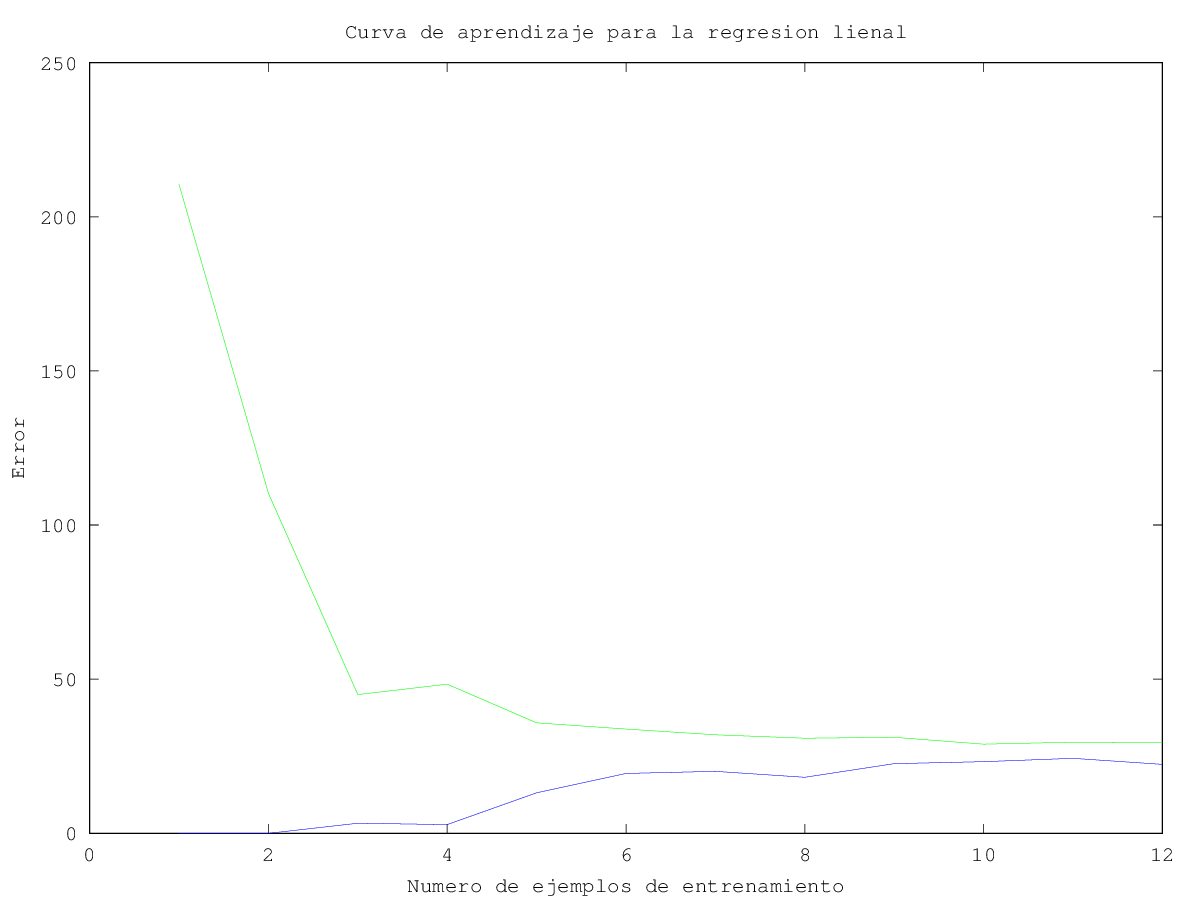 Curva de aprendizaje para la regresion lienal
250
200
150
100
50
0
Error
0 2 4 6 8 10 12
Numero de ejemplos de entrenamiento